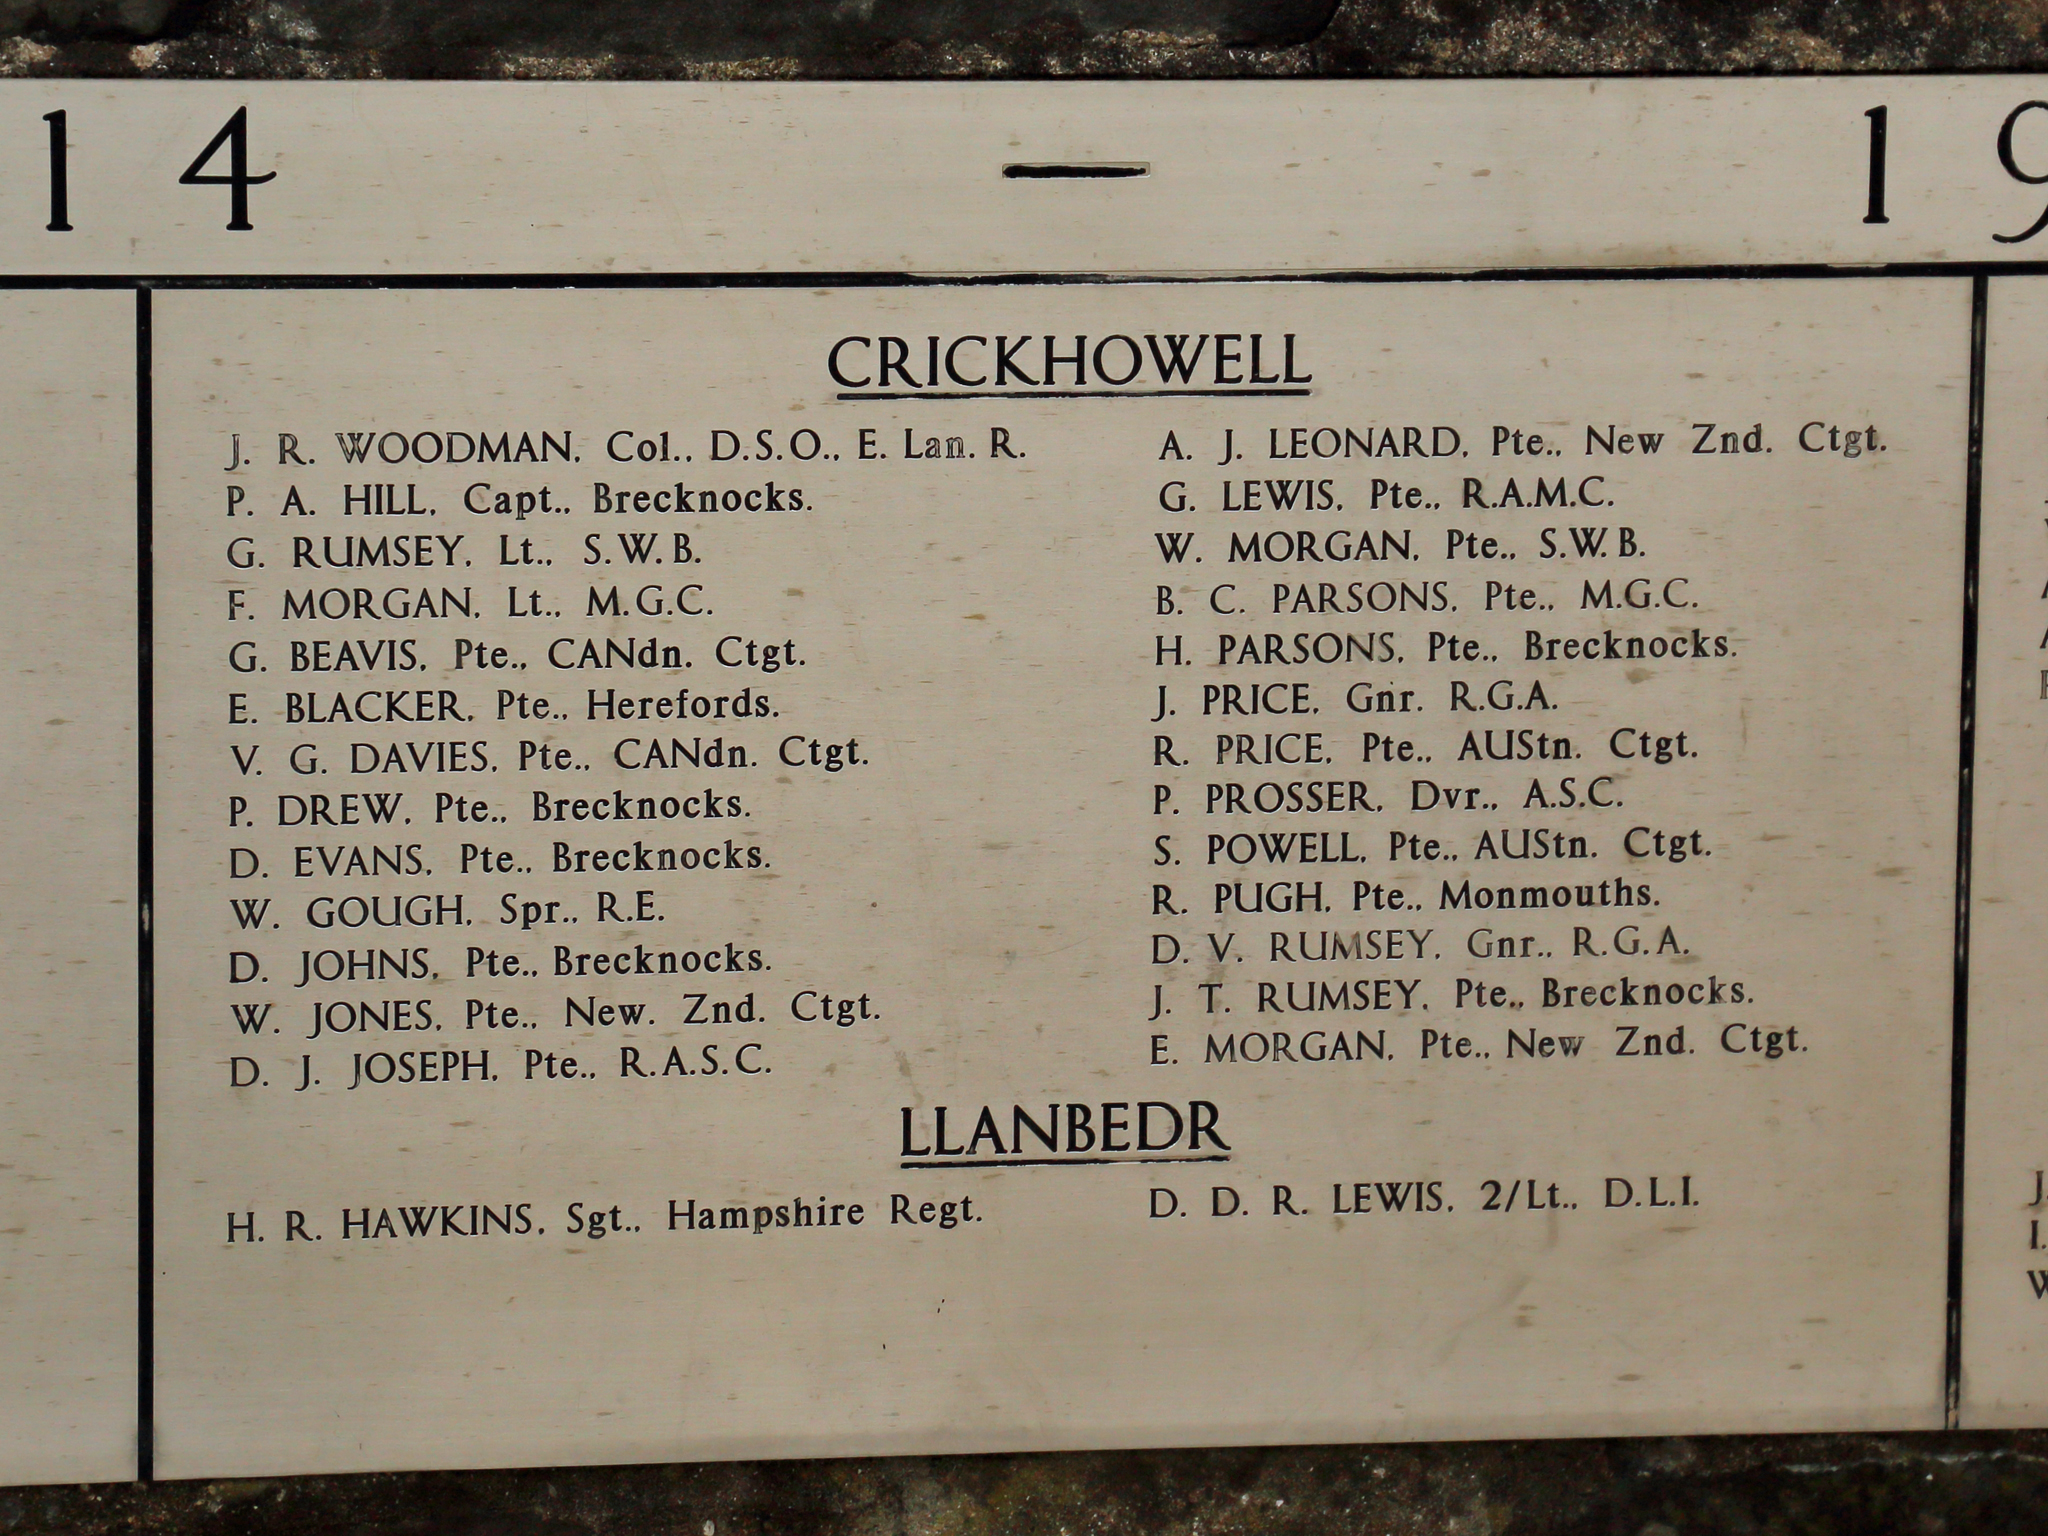 14 — 19
CRICKHOWELL
J. R. WOODMAN. Col., D.S.O., E. Lan. R.
P. A. HILL. Capt., Brecknocks.
G. RUMSEY. Lt., S.W.B.
F. MORGAN. Lt., M.G.C.
G. BEAVIS. Pte., CANdn. Ctgt.
E. BLACKER. Pte., Herefords.
V. G. DAVIES. Pte., CANdn. Ctgt.
P. DREW. Pte., Brecknocks.
D. EVANS. Pte., Brecknocks.
W. GOUGH. Spr., R.E.
D. JOHNS. Pte., Brecknocks.
W. JONES. Pte., New. Znd. Ctgt.
D. J. JOSEPH. Pte., R.A.S.C.
A. J. LEONARD. Pte., New Znd. Ctgt.
G. LEWIS. Pte., R.A.M.C.
W. MORGAN. Pte., S.W.B.
B. C. PARSONS. Pte., M.G.C.
H. PARSONS. Pte., Brecknocks.
J. PRICE. Gnr. R.G.A.
R. PRICE. Pte., AUStn. Ctgt.
P. PROSSER. Dvr., A.S.C.
S. POWELL. Pte., AUStn. Ctgt.
R. PUGH. Pte., Monmouths.
D. V. RUMSEY. Gnr., R.G.A.
J. T. RUMSEY. Pte., Brecknocks.
E. MORGAN. Pte., New Znd. Ctgt.
LLANBEDR
H. R. HAWKINS. Sgt., Hampshire Regt.
D. D. R. LEWIS. 2/Lt., D.L.I.